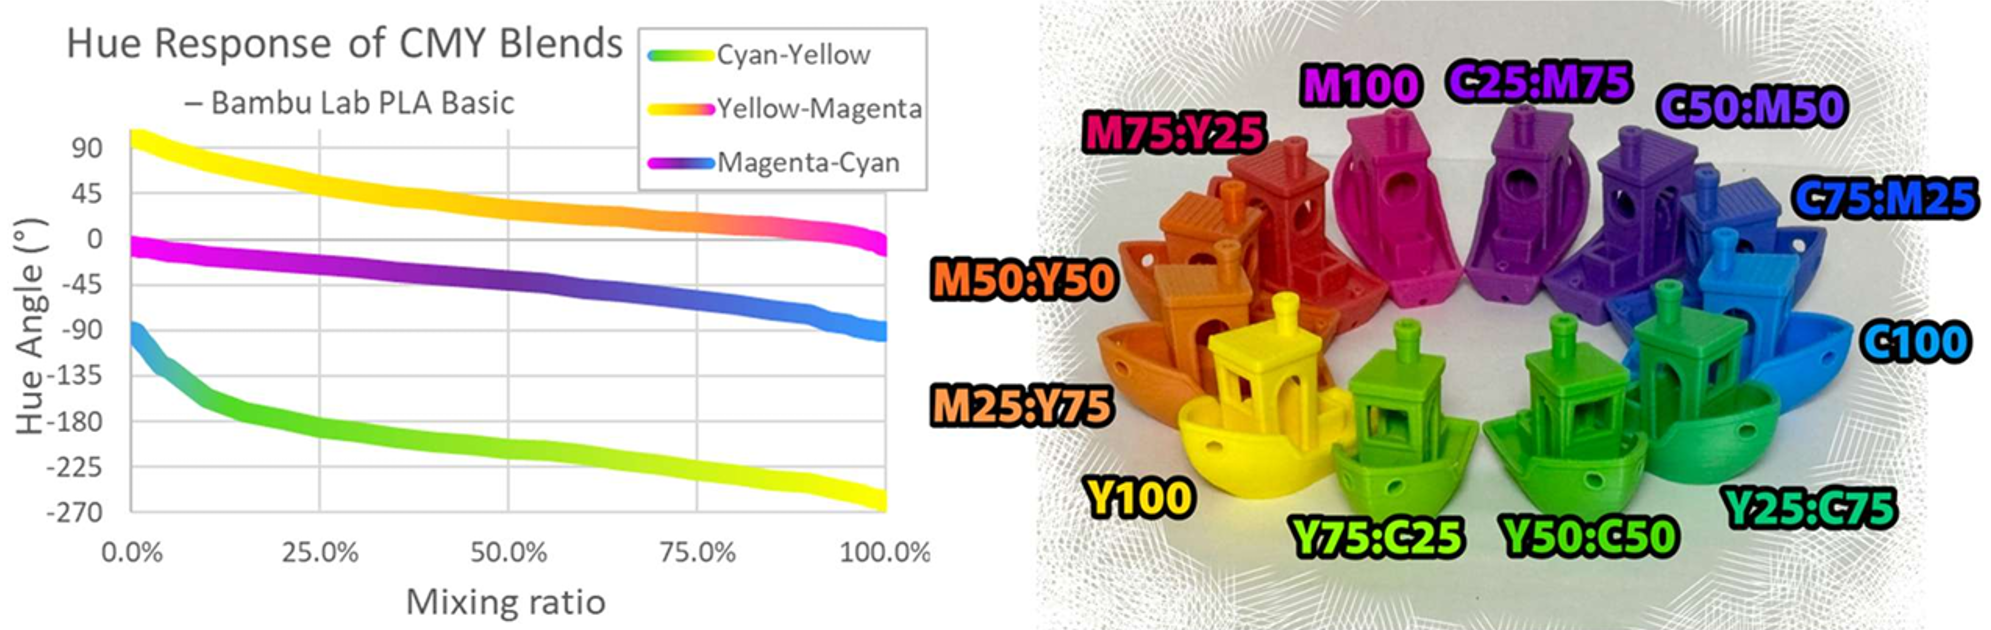 Hue Response of CMY Blends
– Bambu Lab PLA Basic
Cyan-Yellow
Yellow-Magenta
Magenta-Cyan
Hue Angle (°)
90
45
0
-45
-90
-135
-180
-225
-270
0.0% 25.0% 50.0% 75.0% 100.0%
Mixing ratio
M100 C25:M75
C50:M50
M75:Y25
C75:M25
M50:Y50
C100
M25:Y75
Y100
Y25:C75
Y75:C25 Y50:C50